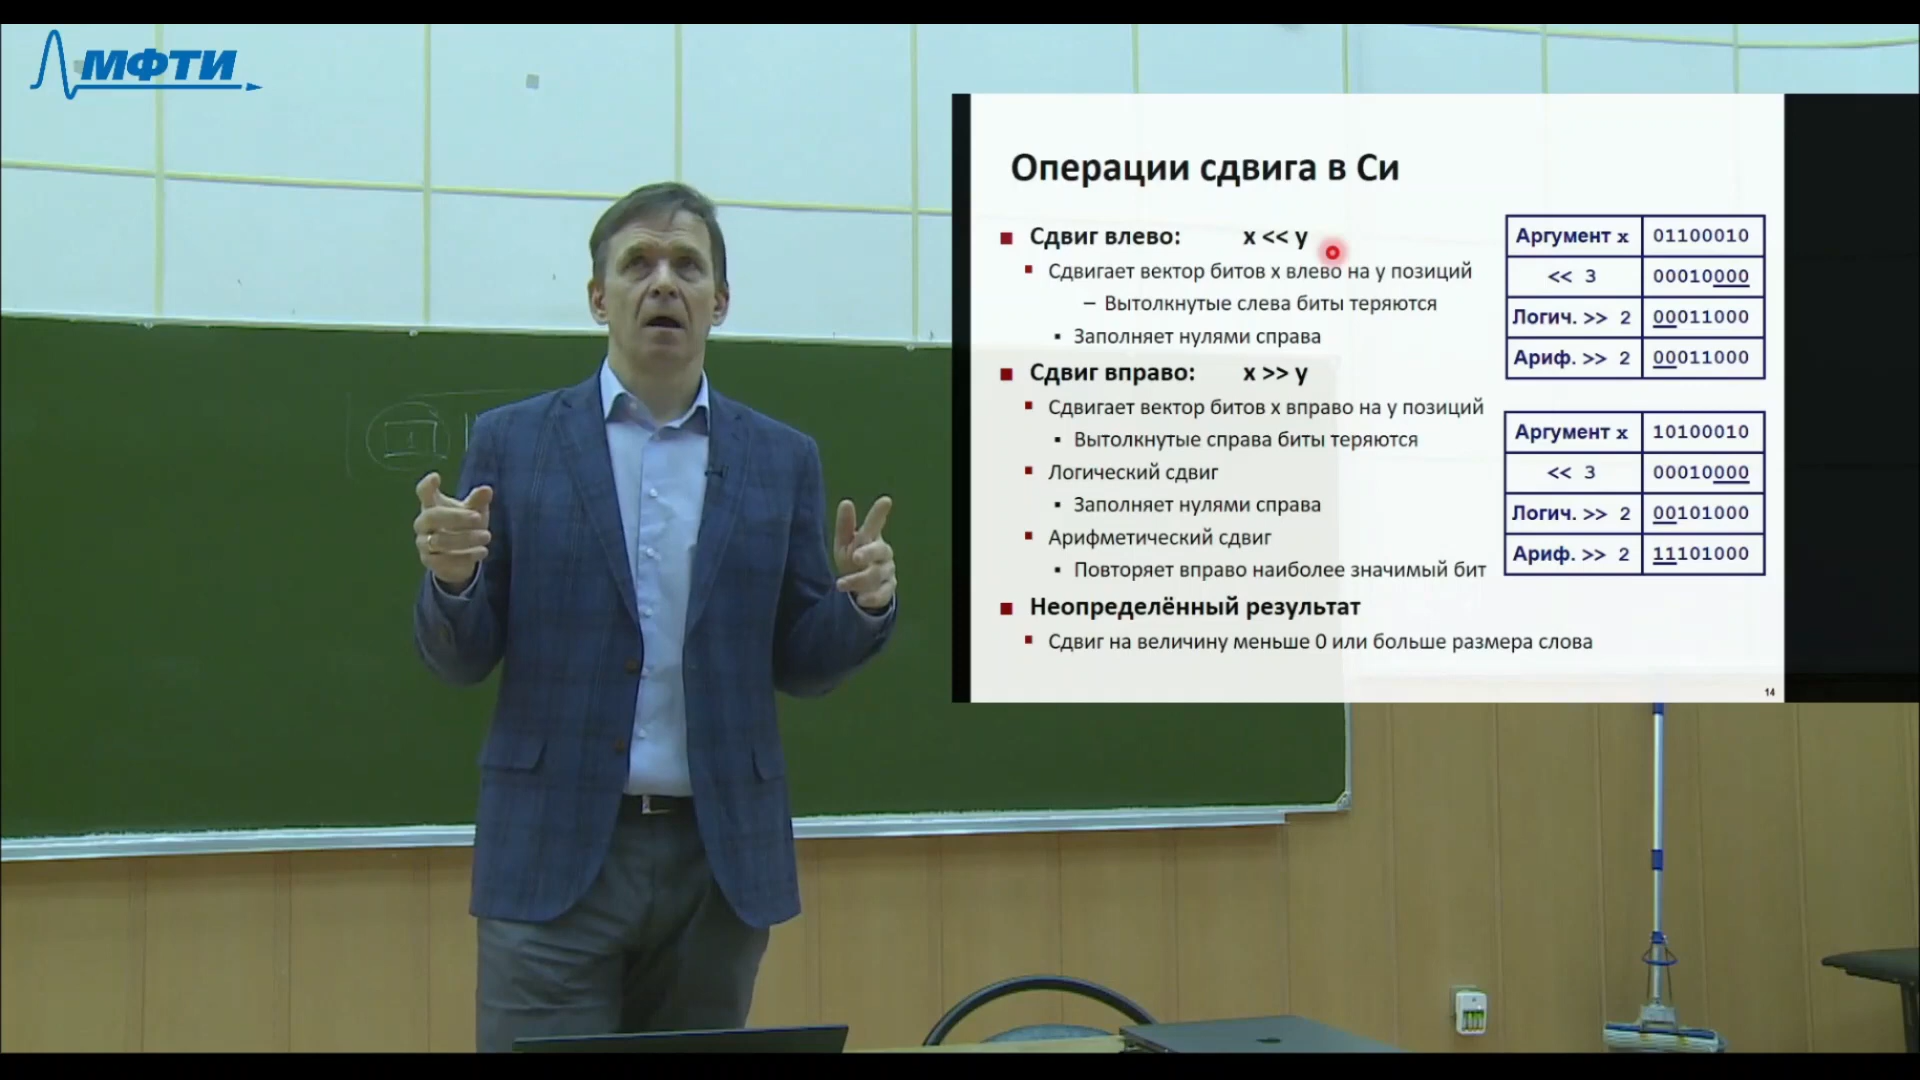 МФТИ
Операции сдвига в Си
Сдвиг влево: x << y
Сдвигает вектор битов x влево на y позиций
– Вытолкнутые слева биты теряются
Заполняет нулями справа
Сдвиг вправо: x >> y
Сдвигает вектор битов x вправо на y позиций
Вытолкнутые справа биты теряются
Логический сдвиг
Заполняет нулями справа
Арифметический сдвиг
Повторяет вправо наиболее значимый бит
Неопределённый результат
Сдвиг на величину меньше 0 или больше размера слова
Аргумент x 01100010
<< 3 00010000
Логич. >> 2 00011000
Ариф. >> 2 00011000
Аргумент x 10100010
<< 3 00010000
Логич. >> 2 00101000
Ариф. >> 2 11101000
14